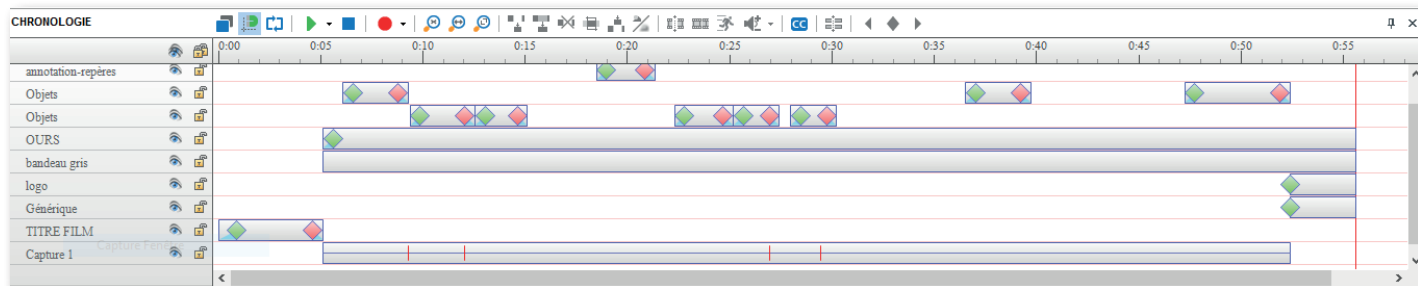 CHRONOLOGIE
CC
0:00 0:05 0:10 0:15 0:20 0:25 0:30 0:35 0:40 0:45 0:50 0:55
annotation-repères
Objets
Objets
OURS
bandeau gris
logo
Générique
TITRE FILM
Capture 1